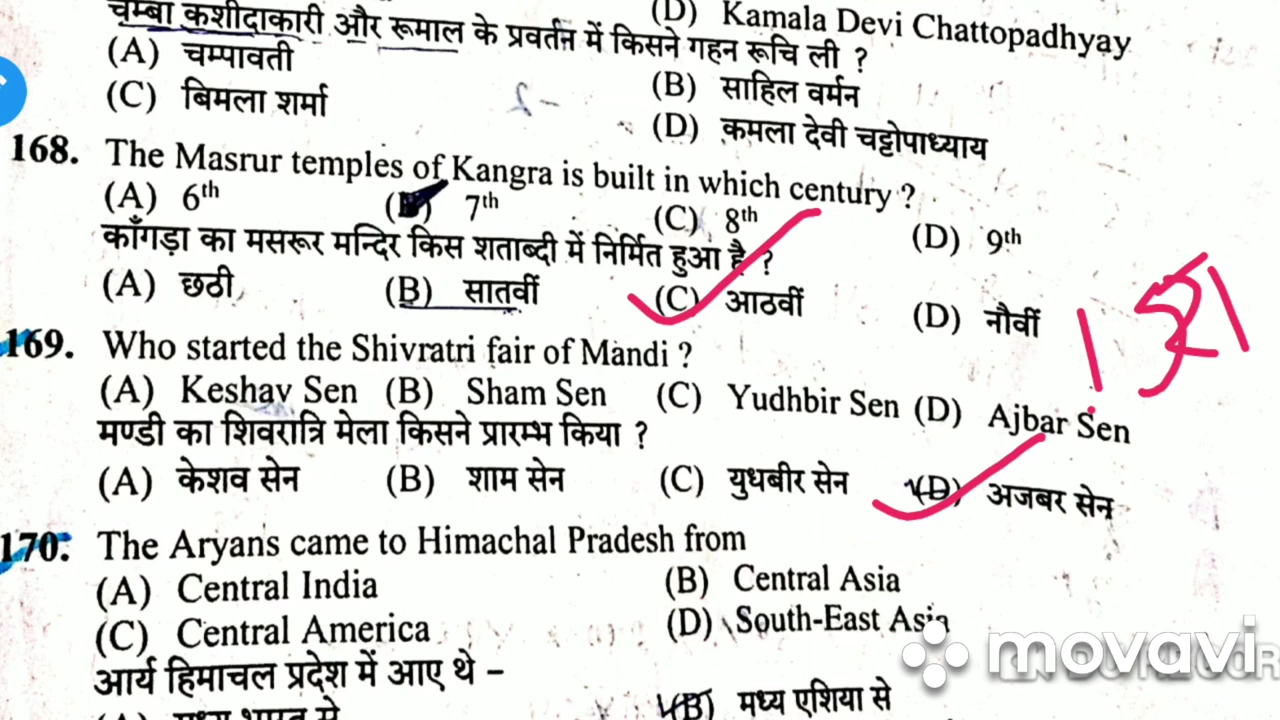 (D) Kamala Devi Chattopadhyay
चम्बा कशीदाकारी और रूमाल के प्रवर्तन में किसने गहन रूचि ली ?
(A) चम्पावती
(B) साहिल वर्मन
(C) बिमला शर्मा
(D) कमला देवी चट्टोपाध्याय
168. The Masrur temples of Kangra is built in which century ?
(A) 6th (B) 7th (C) 8th (D) 9th
काँगड़ा का मसरूर मन्दिर किस शताब्दी में निर्मित हुआ है ?
(A) छठी (B) सातवीं (C) आठवीं (D) नौवीं
169. Who started the Shivratri fair of Mandi ?
(A) Keshav Sen (B) Sham Sen (C) Yudhbir Sen (D) Ajbar Sen
मण्डी का शिवरात्रि मेला किसने प्रारम्भ किया ?
(A) केशव सेन (B) शाम सेन (C) युधबीर सेन (D) अजबर सेन
170. The Aryans came to Himachal Pradesh from
(A) Central India (B) Central Asia
(C) Central America (D) South-East Asia
आर्य हिमाचल प्रदेश में आए थे –
(A) मध्य भारत से (B) मध्य एशिया से
movavi